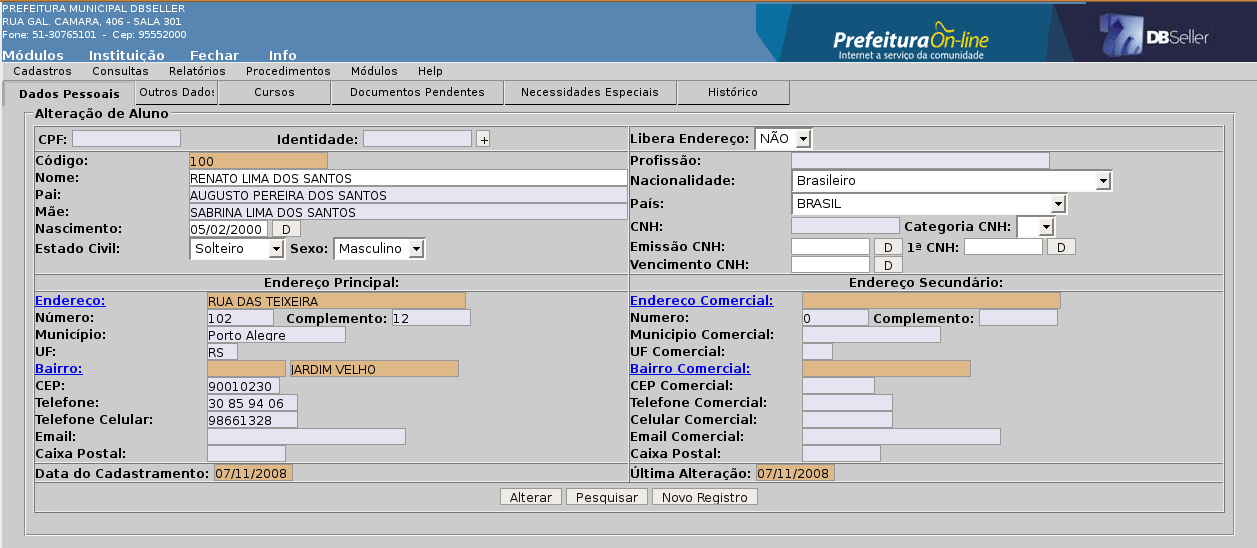 PREFEITURA MUNICIPAL DBSELLER
RUA GAL. CAMARA, 406 - SALA 301
Fone: 51-30765101 - Cep: 95552000
PrefeituraOn-line
Internet a serviço da comunidade
DBSeller
Módulos Instituição Fechar Info
Cadastros Consultas Relatórios Procedimentos Módulos Help
Dados Pessoais Outros Dados Cursos Documentos Pendentes Necessidades Especiais Histórico
Alteração de Aluno
CPF: Identidade: + Libera Endereço: NÃO
Código: 100 Profissão:
Nome: RENATO LIMA DOS SANTOS Nacionalidade: Brasileiro
Pai: AUGUSTO PEREIRA DOS SANTOS
País: BRASIL
Mãe: SABRINA LIMA DOS SANTOS
Nascimento: 05/02/2000 D CNH: Categoria CNH:
Estado Civil: Solteiro Sexo: Masculino Emissão CNH: D 1ª CNH: D
Vencimento CNH: D
Endereço Principal: Endereço Secundário:
Endereço: RUA DAS TEIXEIRA Endereço Comercial:
Número: 102 Complemento: 12 Numero: 0 Complemento:
Município: Porto Alegre Municipio Comercial:
UF: RS UF Comercial:
Bairro: JARDIM VELHO Bairro Comercial:
CEP: 90010230 CEP Comercial:
Telefone: 30 85 94 06 Telefone Comercial:
Telefone Celular: 98661328 Celular Comercial:
Email: Email Comercial:
Caixa Postal: Caixa Postal:
Data do Cadastramento: 07/11/2008 Última Alteração: 07/11/2008
Alterar Pesquisar Novo Registro